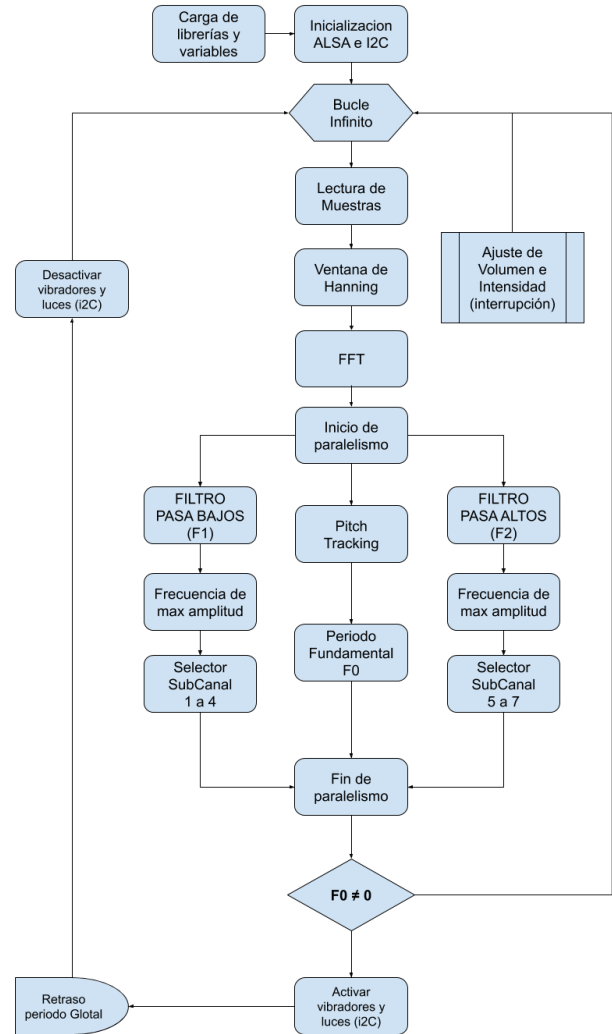 Carga de
librerías y
variables
Inicializacion
ALSA e I2C
Bucle
Infinito
Lectura de
Muestras
Ventana de
Hanning
Desactivar
vibradores y
luces (i2C)
Ajuste de
Volumen e
Intensidad
(interrupción)
FFT
Inicio de
paralelismo
FILTRO
PASA BAJOS
(F1)
Pitch
Tracking
FILTRO
PASA ALTOS
(F2)
Frecuencia de
max amplitud
Periodo
Fundamental
F0
Frecuencia de
max amplitud
Selector
SubCanal
1 a 4
Selector
SubCanal
5 a 7
Fin de
paralelismo
F0 ≠ 0
Retraso
periodo Glotal
Activar
vibradores y
luces (i2C)